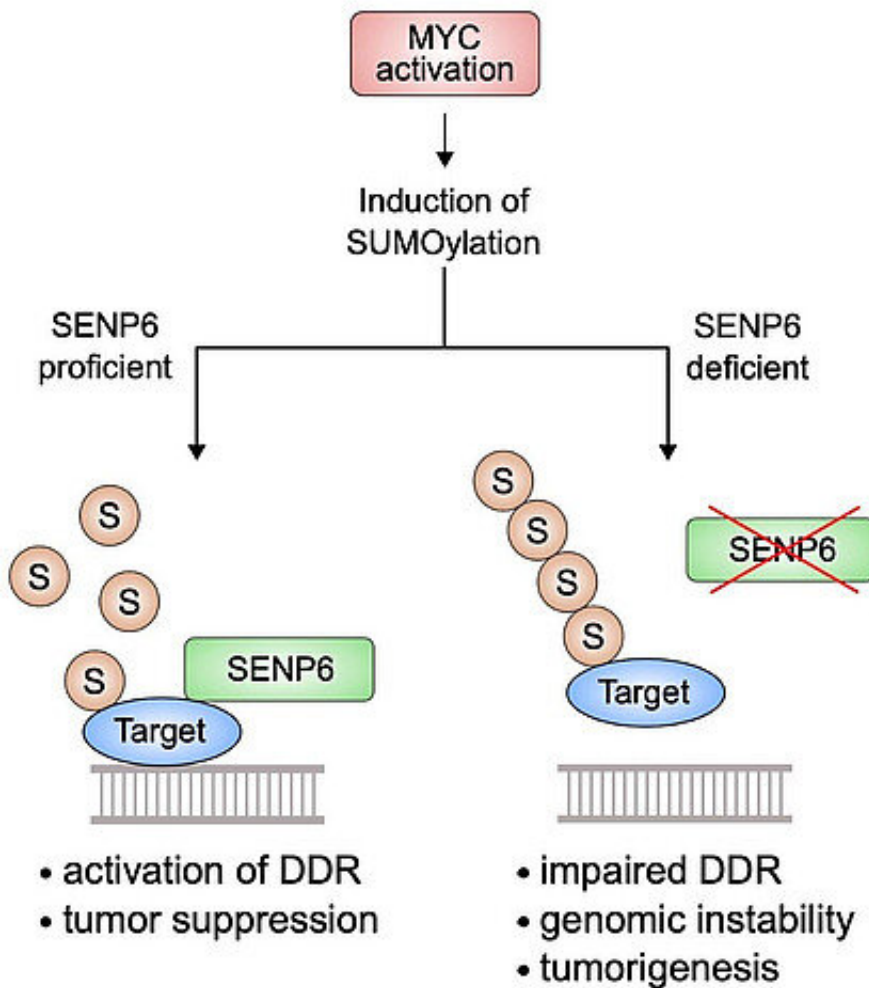 MYC
activation
Induction of
SUMOylation
SENP6
proficient
SENP6
deficient
S
S
S
S
SENP6
Target
S
S
S
S
SENP6
Target
• activation of DDR
• tumor suppression
• impaired DDR
• genomic instability
• tumorigenesis